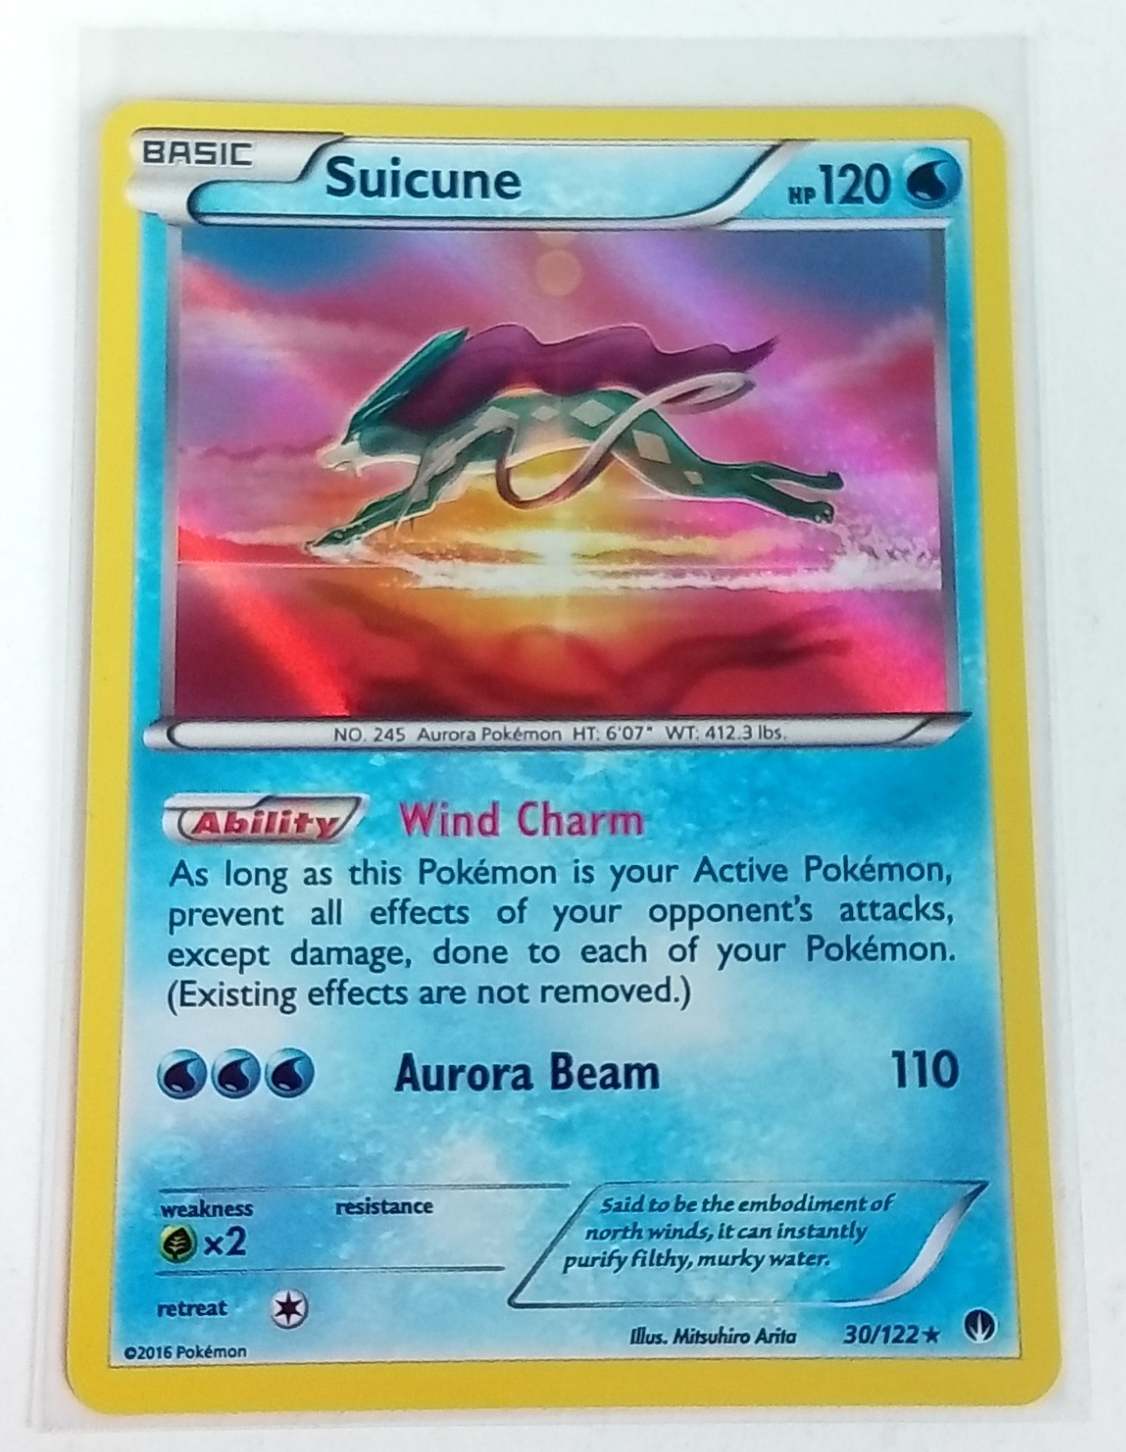 BASIC
Suicune
HP120
NO. 245 Aurora Pokémon HT: 6'07" WT: 412.3 lbs.
Ability Wind Charm
As long as this Pokémon is your Active Pokémon,
prevent all effects of your opponent's attacks,
except damage, done to each of your Pokémon.
(Existing effects are not removed.)
Aurora Beam 110
weakness resistance
x2
Said to be the embodiment of
north winds, it can instantly
purify filthy, murky water.
retreat
Illus. Mitsuhiro Arita 30/122★
©2016 Pokémon